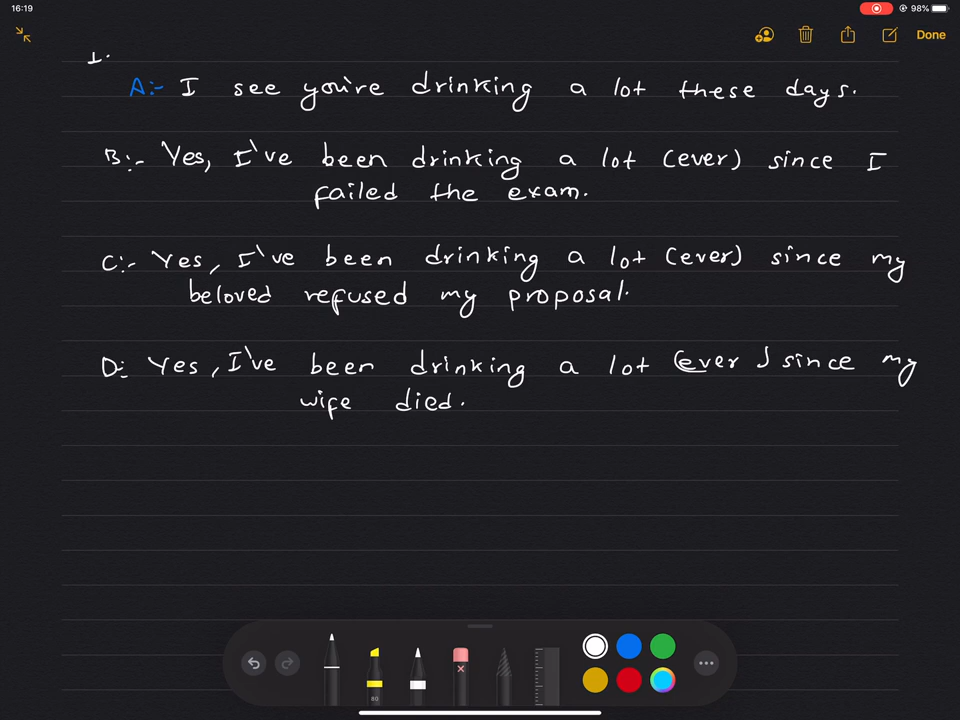 16:19
98%
Done
1.
A:- I see you're drinking a lot these days.
B:- Yes, I've been drinking a lot (ever) since I
failed the exam.
C:- Yes, I've been drinking a lot (ever) since my
beloved refused my proposal.
D: Yes, I've been drinking a lot (ever) since my
wife died.
80